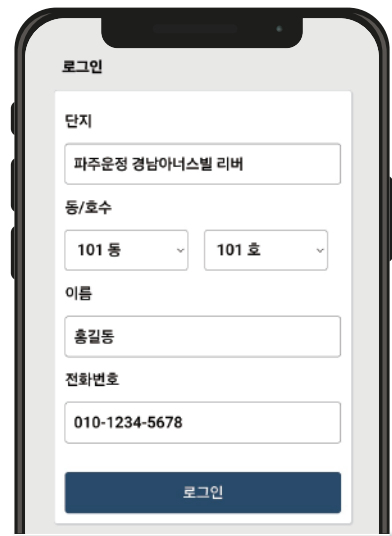 로그인
단지
파주운정 경남아너스빌 리버
동/호수
101 동 101 호
이름
홍길동
전화번호
010-1234-5678
로그인